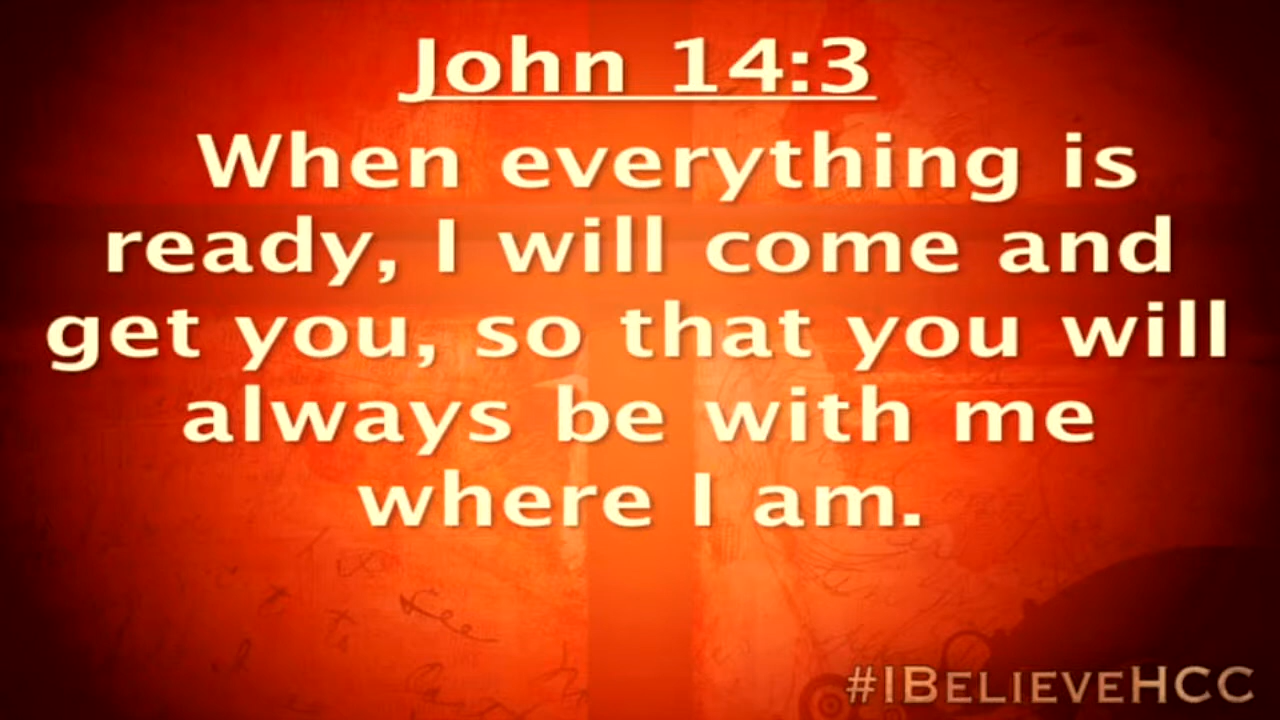 John 14:3
When everything is
ready, I will come and
get you, so that you will
always be with me
where I am.
#IBelieveHCC